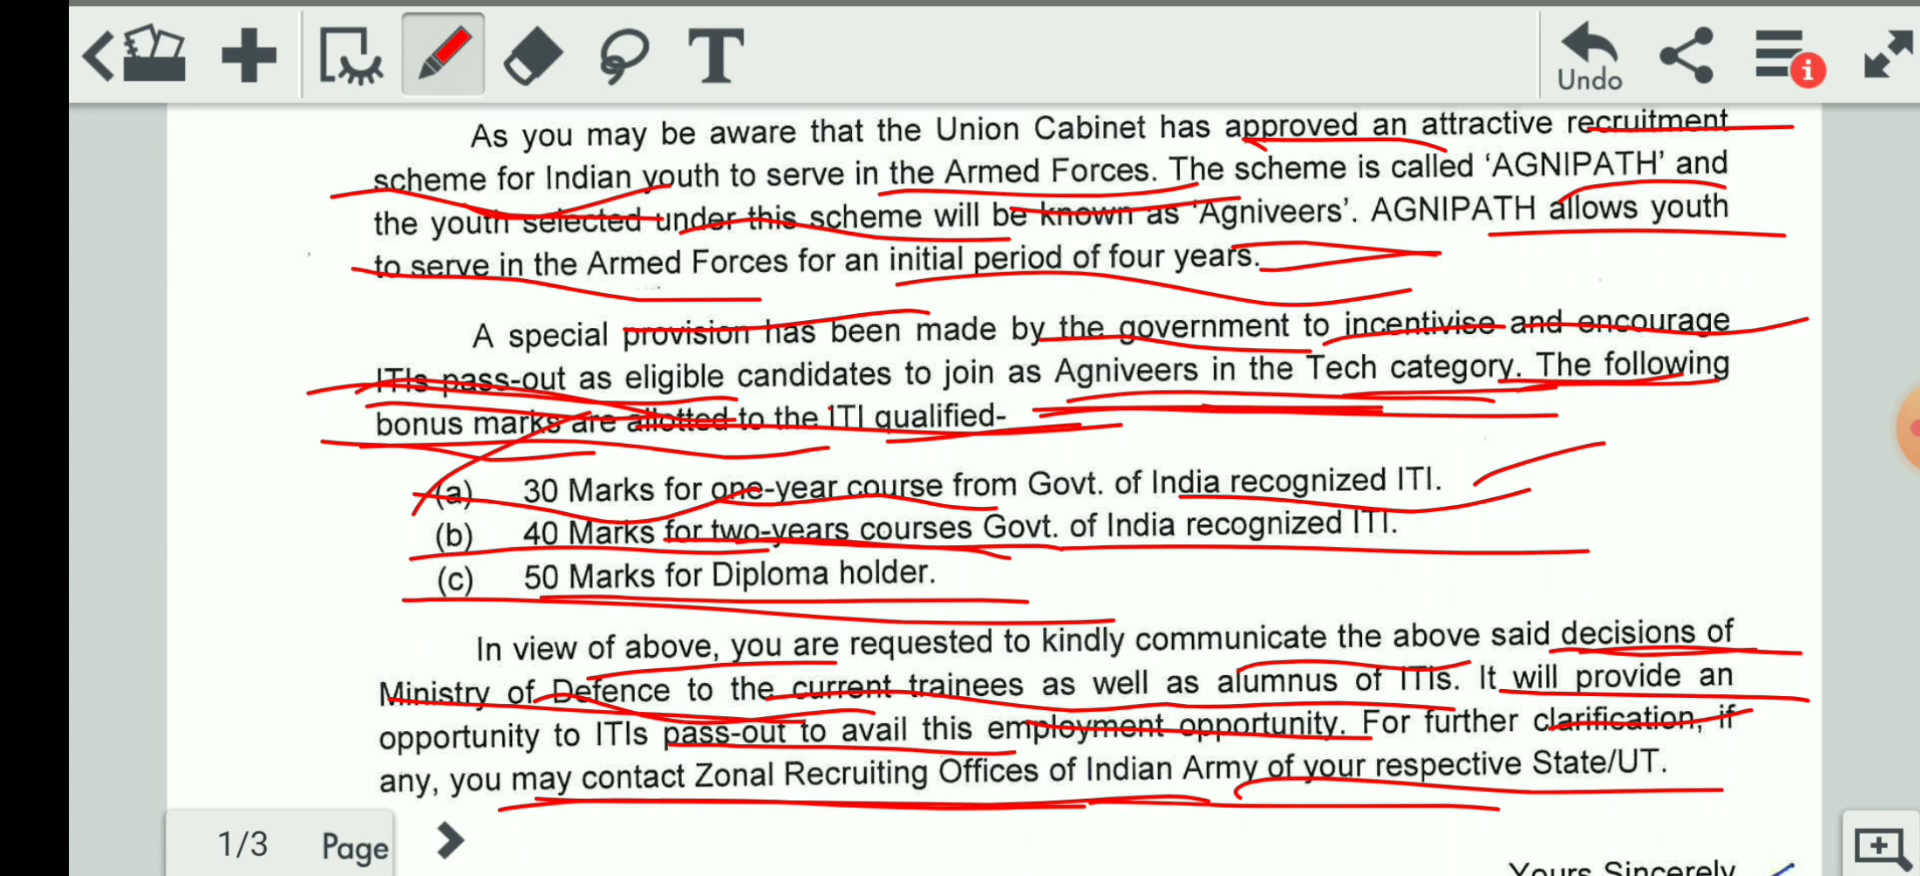 T
Undo
As you may be aware that the Union Cabinet has approved an attractive recruitment
scheme for Indian youth to serve in the Armed Forces. The scheme is called ‘AGNIPATH’ and
the youth selected under this scheme will be known as ‘Agniveers’. AGNIPATH allows youth
to serve in the Armed Forces for an initial period of four years.
A special provision has been made by the government to incentivise and encourage
ITIs pass-out as eligible candidates to join as Agniveers in the Tech category. The following
bonus marks are allotted to the ITI qualified-
(a) 30 Marks for one-year course from Govt. of India recognized ITI.
(b) 40 Marks for two-years courses Govt. of India recognized ITI.
(c) 50 Marks for Diploma holder.
In view of above, you are requested to kindly communicate the above said decisions of
Ministry of Defence to the current trainees as well as alumnus of ITIs. It will provide an
opportunity to ITIs pass-out to avail this employment opportunity. For further clarification, if
any, you may contact Zonal Recruiting Offices of Indian Army of your respective State/UT.
1/3 Page
Yours Sincerely